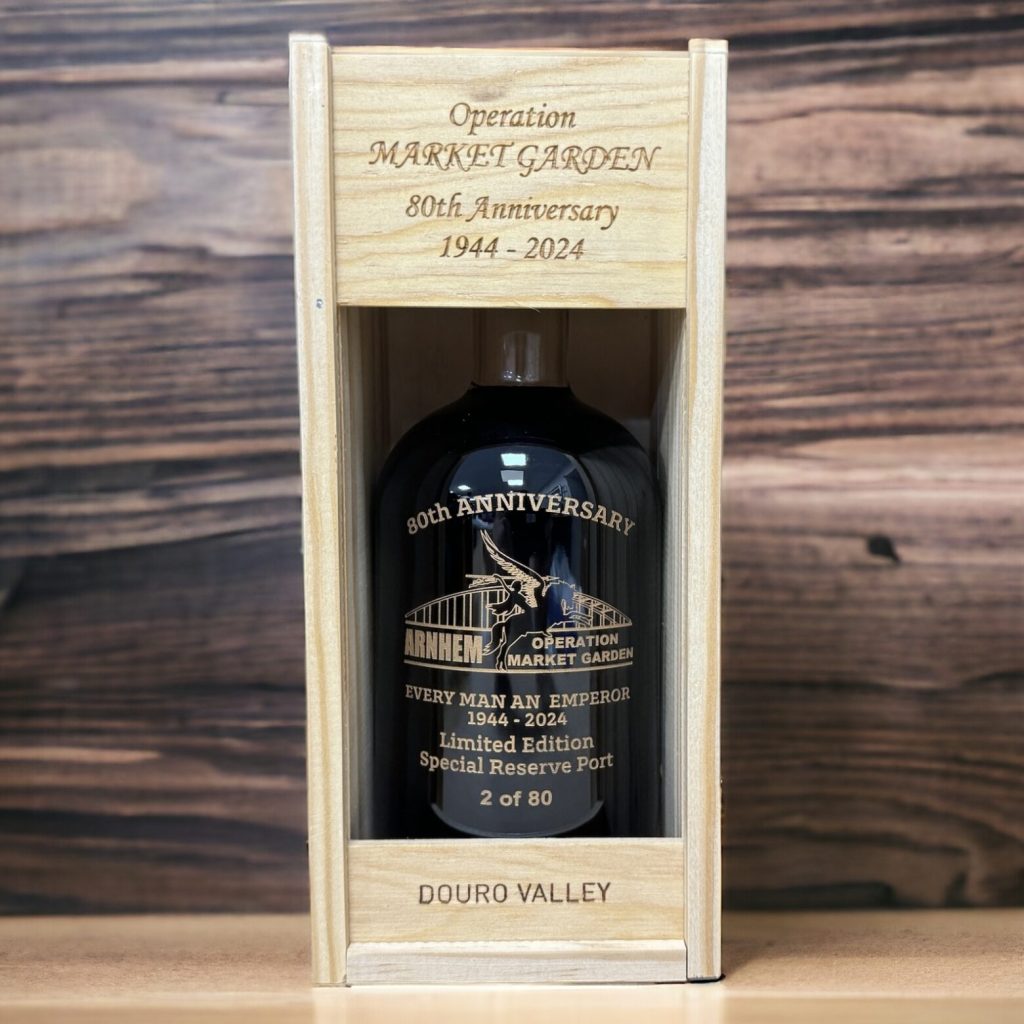 Operation
MARKET GARDEN
80th Anniversary
1944 - 2024
80th ANNIVERSARY
ARNHEM
OPERATION
MARKET GARDEN
EVERY MAN AN EMPEROR
1944 - 2024
Limited Edition
Special Reserve Port
2 of 80
DOURO VALLEY